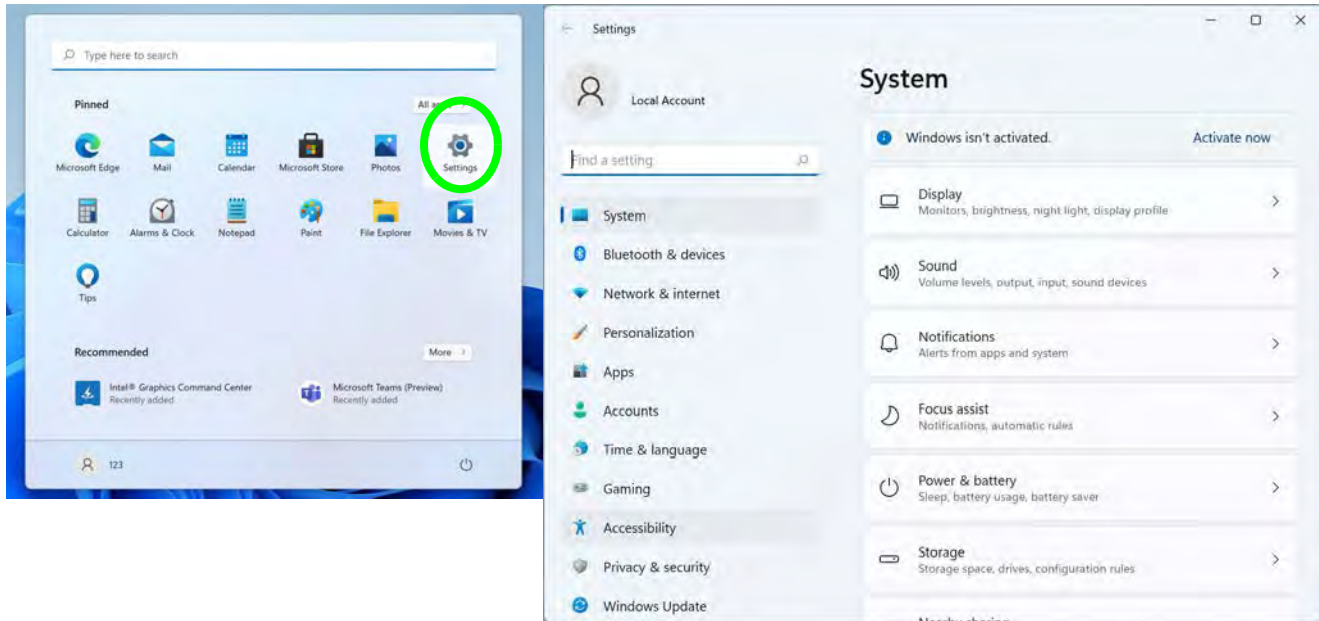 Type here to search
Pinned
All
Microsoft Edge
Mail
Calendar
Microsoft Store
Photos
Settings
Calculator
Alarms & Clock
Notepad
Paint
File Explorer
Movies & TV
Tips
Recommended
More
Intel® Graphics Command Center
Recently added
Microsoft Teams (Preview)
Recently added
123
Settings
Local Account
Find a setting
System
Bluetooth & devices
Network & internet
Personalization
Apps
Accounts
Time & language
Gaming
Accessibility
Privacy & security
Windows Update
System
Windows isn't activated.
Activate now
Display
Monitors, brightness, night light, display profile
Sound
Volume levels, output, input, sound devices
Notifications
Alerts from apps and system
Focus assist
Notifications, automatic rules
Power & battery
Sleep, battery usage, battery saver
Storage
Storage space, drives, configuration rules